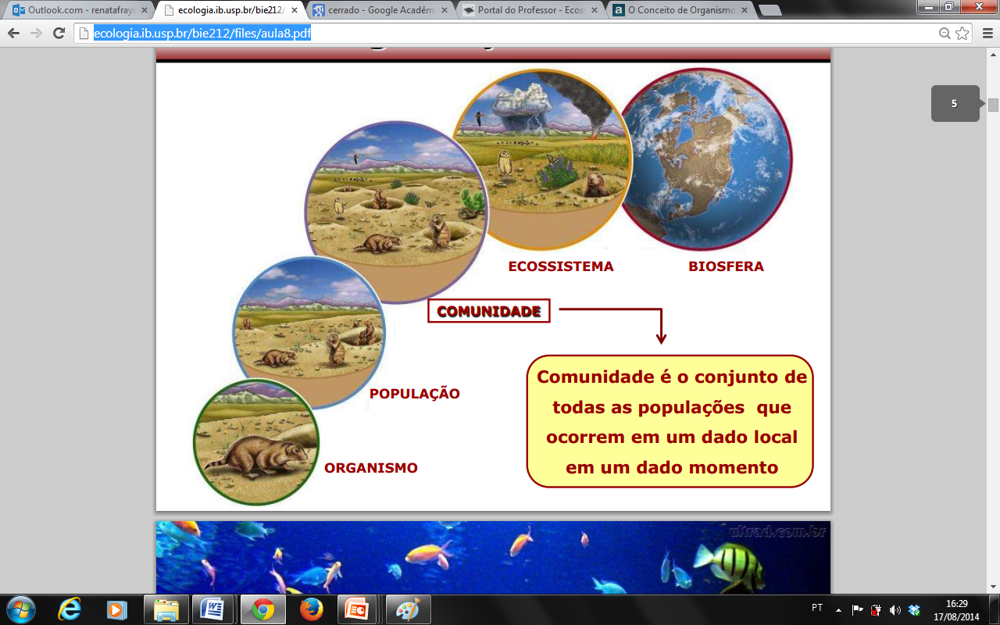 Outlook.com - renatafray
ecologia.ib.usp.br/bie212/
cerrado - Google Acadêm
Portal do Professor - Ecos
O Conceito de Organismo
ecologia.ib.usp.br/bie212/files/aula8.pdf
5
ECOSSISTEMA
BIOSFERA
COMUNIDADE
Comunidade é o conjunto de
todas as populações que
ocorrem em um dado local
em um dado momento
POPULAÇÃO
ORGANISMO
ultrad.com.br
PT
16:29
17/08/2014